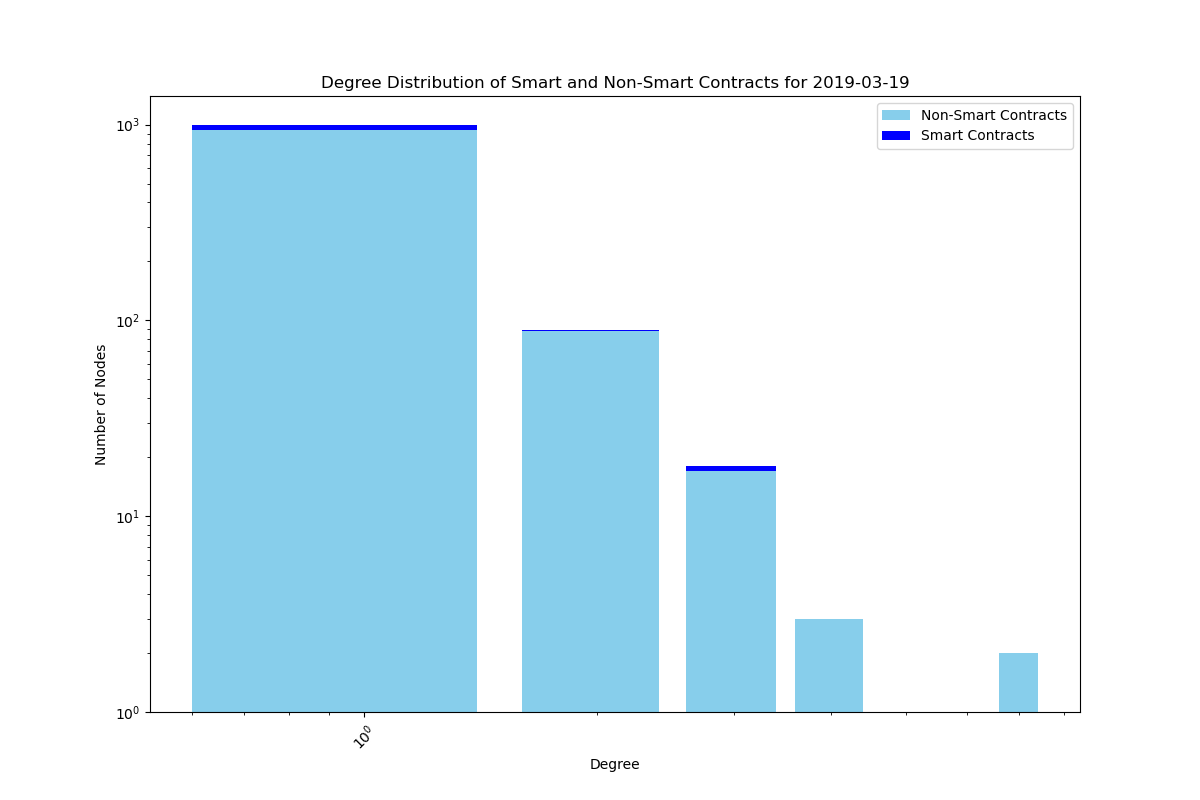 Degree Distribution of Smart and Non-Smart Contracts for 2019-03-19
Non-Smart Contracts
Smart Contracts
10³
10²
10¹
10⁰
Number of Nodes
10⁰
Degree